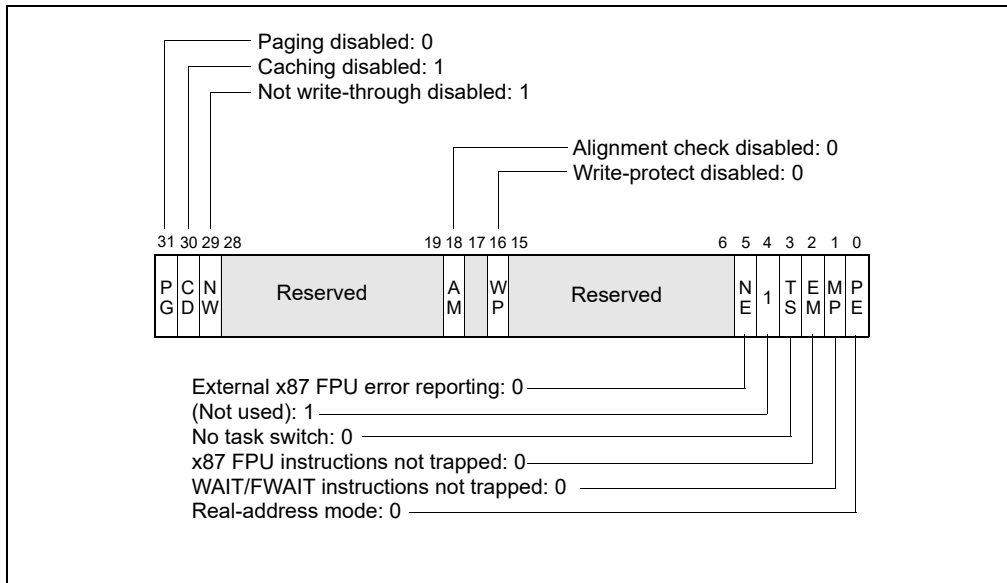 Paging disabled: 0
Caching disabled: 1
Not write-through disabled: 1
Alignment check disabled: 0
Write-protect disabled: 0
31 30 29 28 19 18 17 16 15 6 5 4 3 2 1 0
P G C D N W Reserved A M W P Reserved N E 1 T S E M M P P E
External x87 FPU error reporting: 0
(Not used): 1
No task switch: 0
x87 FPU instructions not trapped: 0
WAIT/FWAIT instructions not trapped: 0
Real-address mode: 0